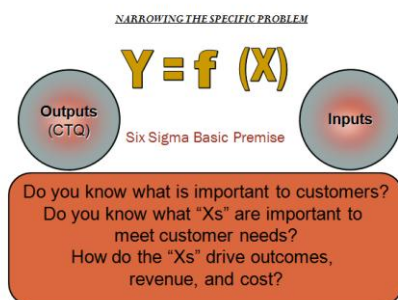 NARROWING THE SPECIFIC PROBLEM
Y = f (X)
Outputs
(CTQ)
Six Sigma Basic Premise
Inputs
Do you know what is important to customers?
Do you know what “Xs” are important to
meet customer needs?
How do the “Xs” drive outcomes,
revenue, and cost?